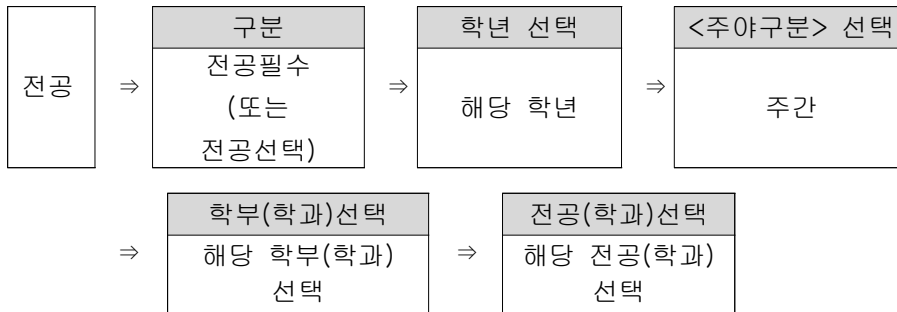 구분
학년 선택
<주야구분> 선택
전공
⇒
전공필수
(또는
전공선택)
⇒
해당 학년
⇒
주간
학부(학과)선택
전공(학과)선택
⇒
해당 학부(학과)
선택
⇒
해당 전공(학과)
선택